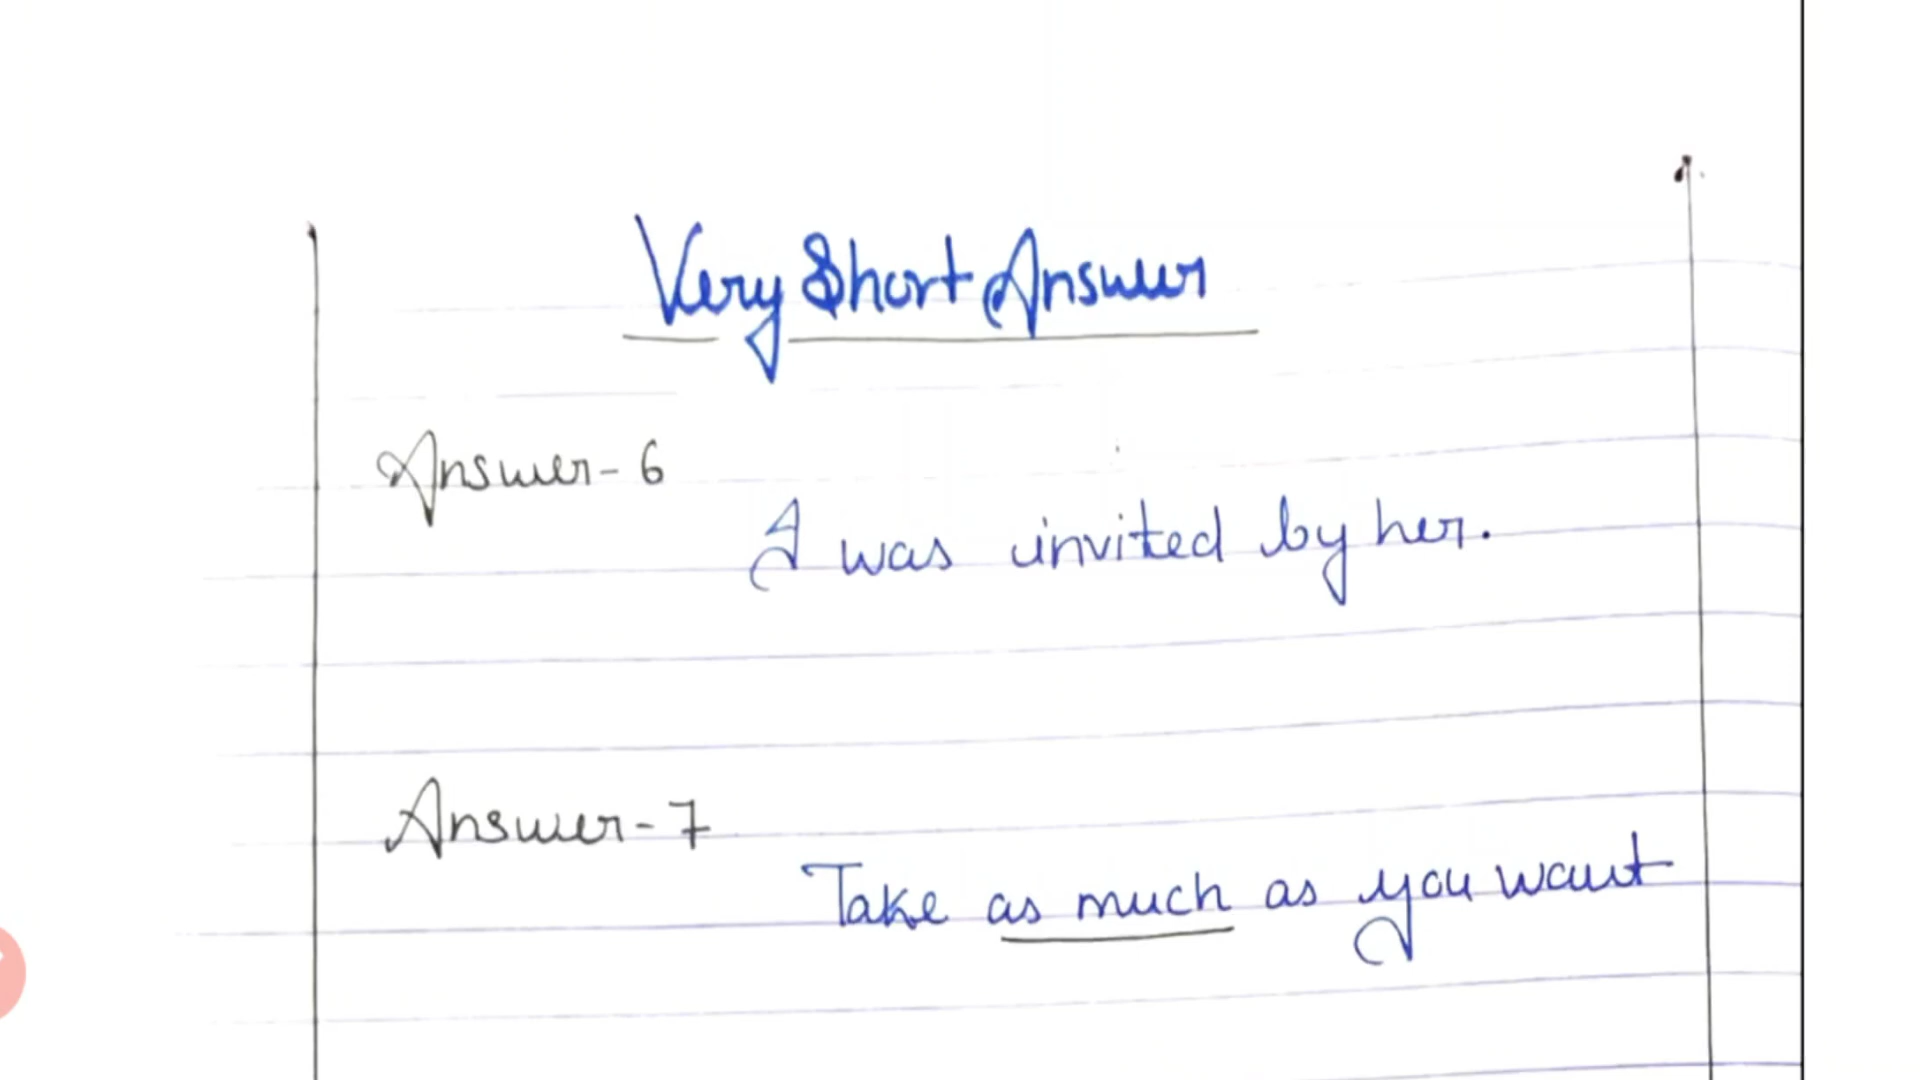 Very Short Answer
Answer-6
I was invited by her.
Answer-7
Take as much as you want